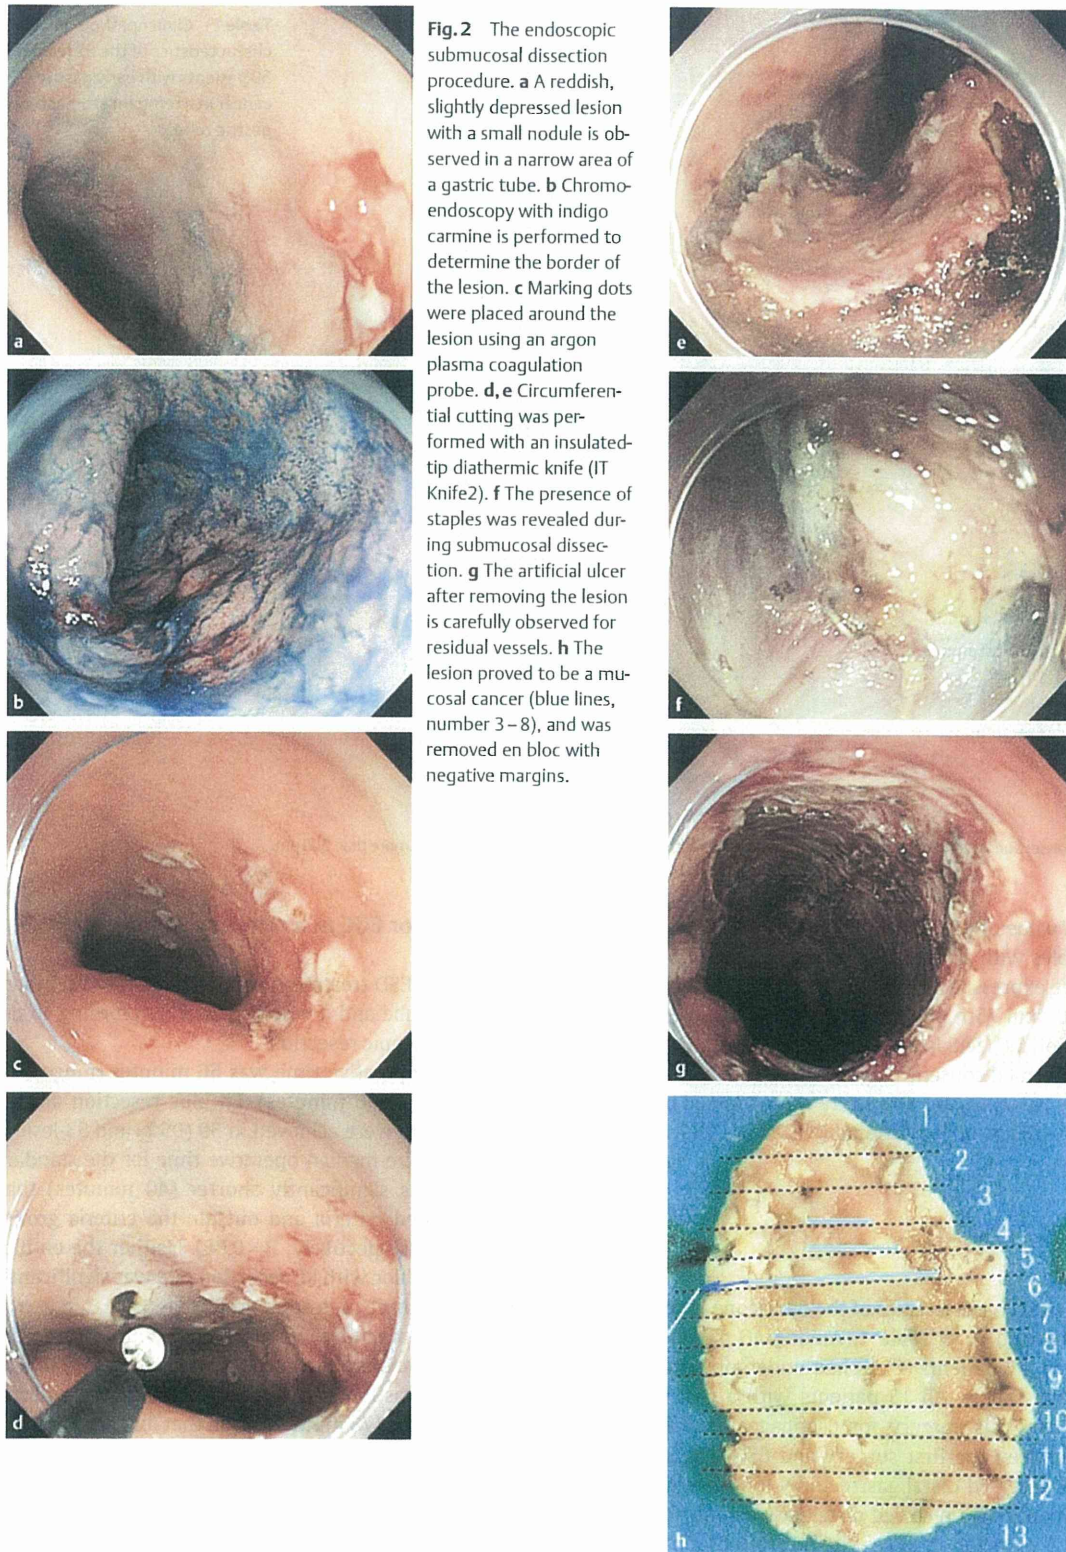 Fig. 2 The endoscopic
submucosal dissection
procedure. a A reddish,
slightly depressed lesion
with a small nodule is ob-
served in a narrow area of
a gastric tube. b Chromo-
endoscopy with indigo
carmine is performed to
determine the border of
the lesion. c Marking dots
were placed around the
lesion using an argon
plasma coagulation
probe. d, e Circumferen-
tial cutting was per-
formed with an insulated-
tip diathermic knife (IT
Knife2). f The presence of
staples was revealed dur-
ing submucosal dissec-
tion. g The artificial ulcer
after removing the lesion
is carefully observed for
residual vessels. h The
lesion proved to be a mu-
cosal cancer (blue lines,
number 3 – 8), and was
removed en bloc with
negative margins.
a
b
c
d
e
f
g
h
1
2
3
4
5
6
7
8
9
10
11
12
13